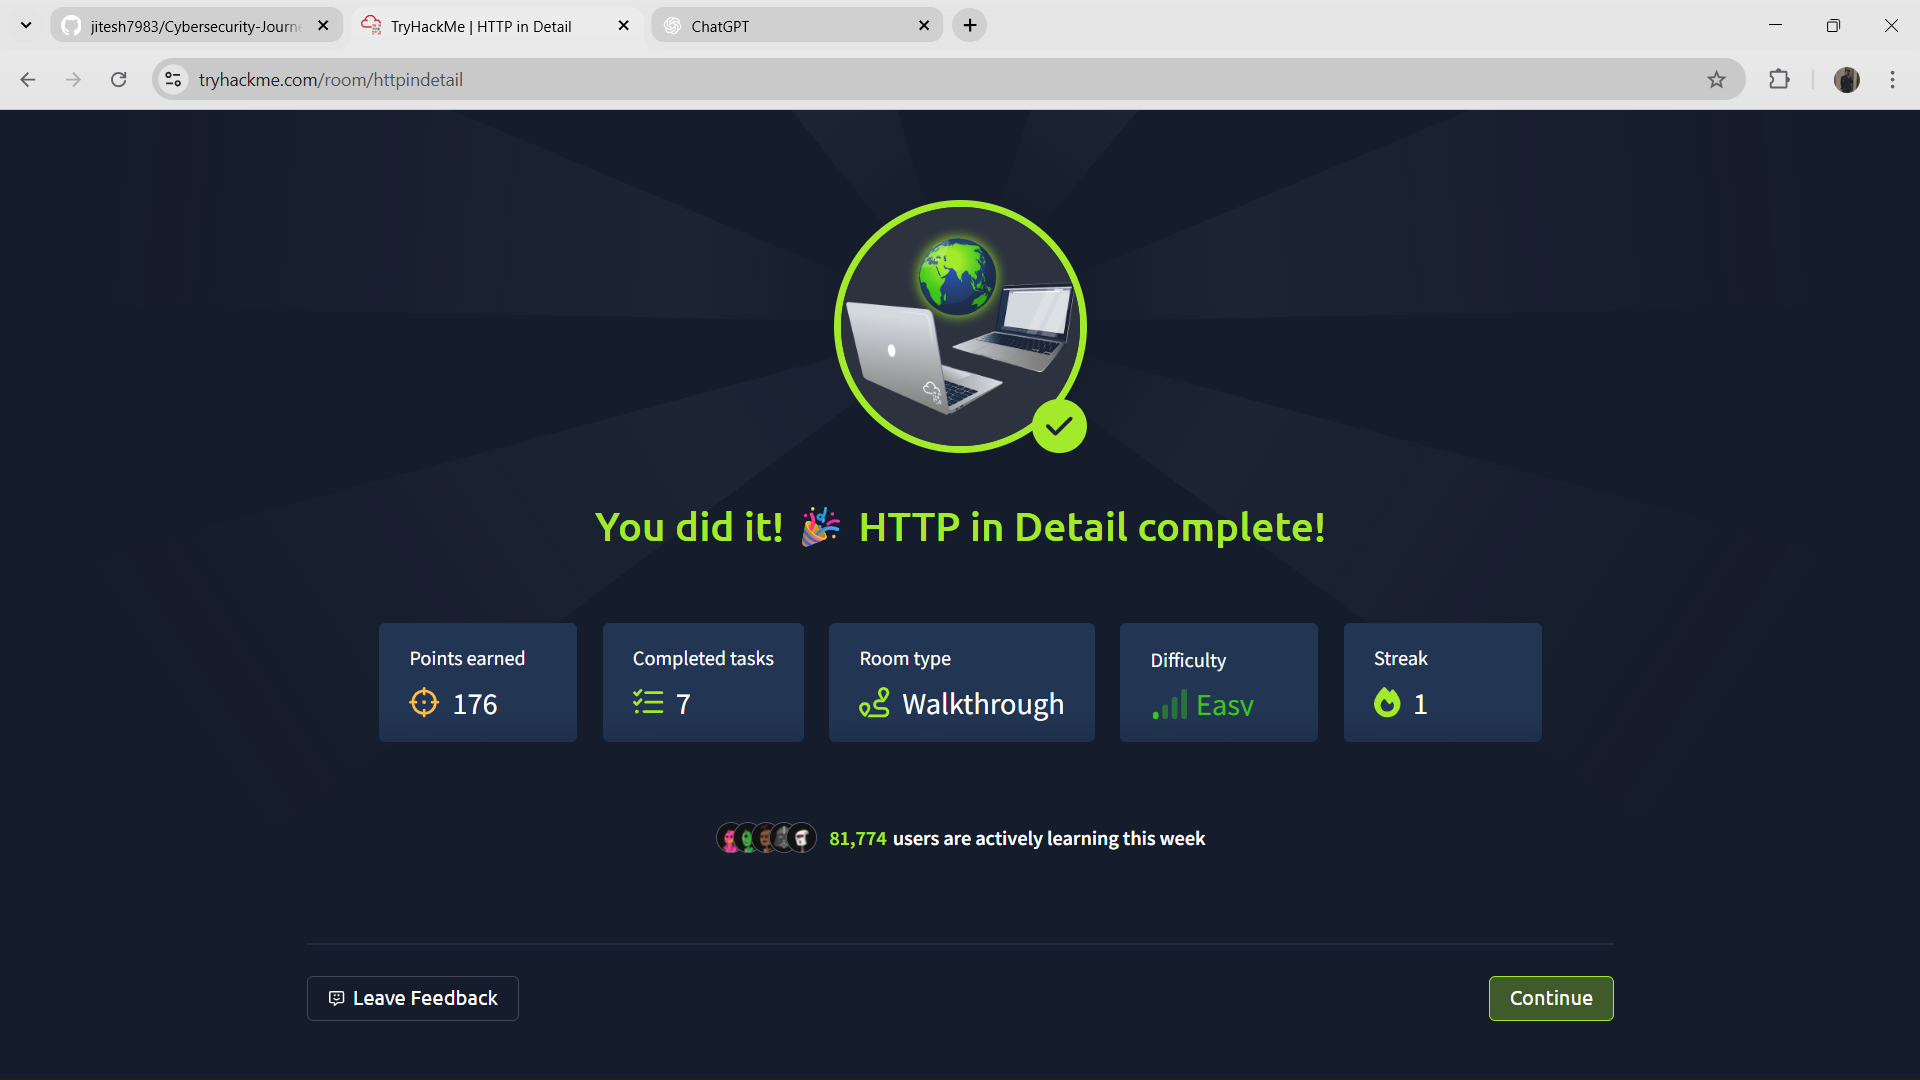 jitesh7983/Cybersecurity-Journe
TryHackMe | HTTP in Detail
ChatGPT
tryhackme.com/room/httpindetail
You did it! 🎉 HTTP in Detail complete!
Points earned
176
Completed tasks
7
Room type
Walkthrough
Difficulty
Easy
Streak
1
81,774 users are actively learning this week
Leave Feedback
Continue